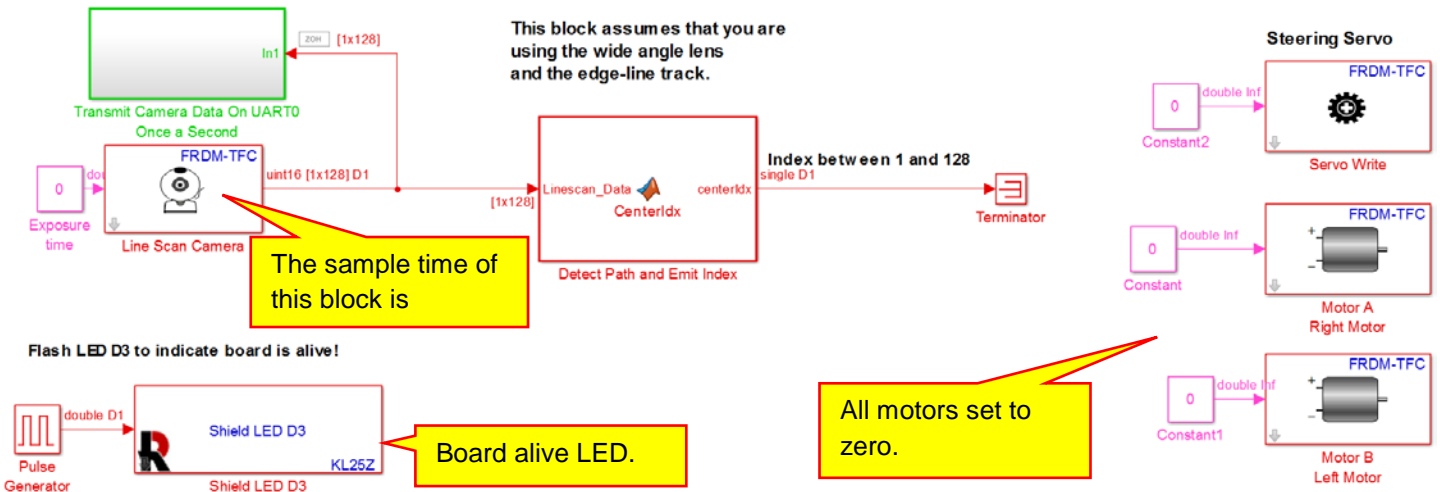 This block assumes that you are
using the wide angle lens
and the edge-line track.
ZOH
[1x128]
In1
Transmit Camera Data On UART0
Once a Second
FRDM-TFC
0
Exposure
time
uint16 [1x128] D1
Line Scan Camera
[1x128]
Linescan_Data
centerIdx
CenterIdx
Detect Path and Emit Index
Index between 1 and 128
single D1
Terminator
The sample time of
this block is
Steering Servo
FRDM-TFC
0
double Inf
Constant2
Servo Write
FRDM-TFC
0
double Inf
+
−
Constant
Motor A
Right Motor
FRDM-TFC
0
double Inf
+
−
Constant1
Motor B
Left Motor
All motors set to
zero.
Flash LED D3 to indicate board is alive!
double D1
Pulse
Generator
Shield LED D3
KL25Z
Shield LED D3
Board alive LED.